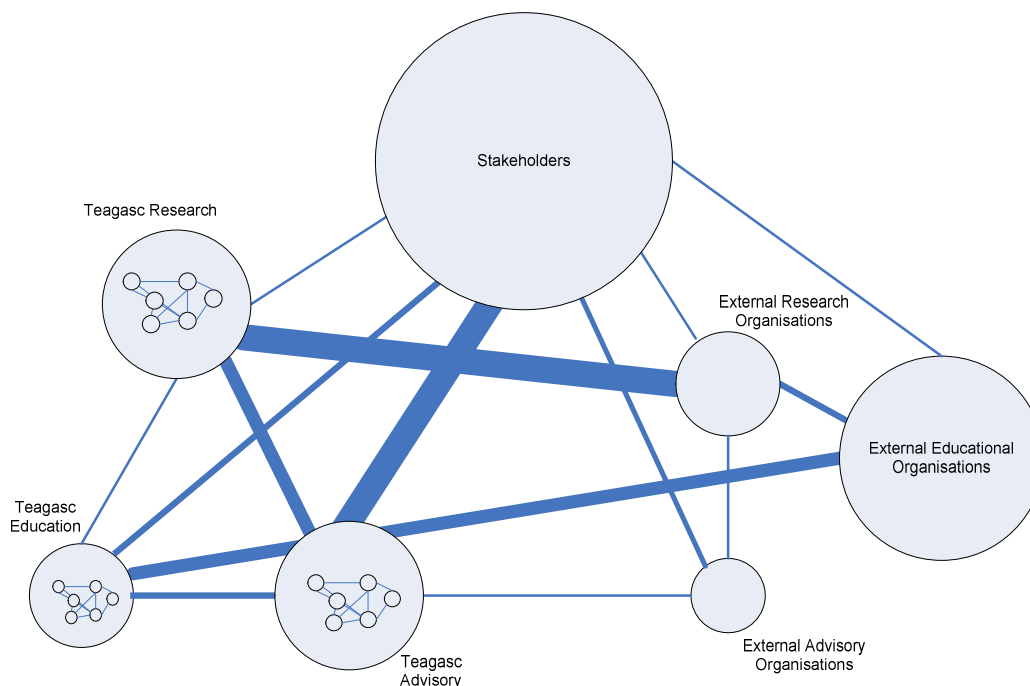 Stakeholders
Teagasc Research
External Research
Organisations
External Educational
Organisations
Teagasc
Education
External Advisory
Organisations
Teagasc
Advisory